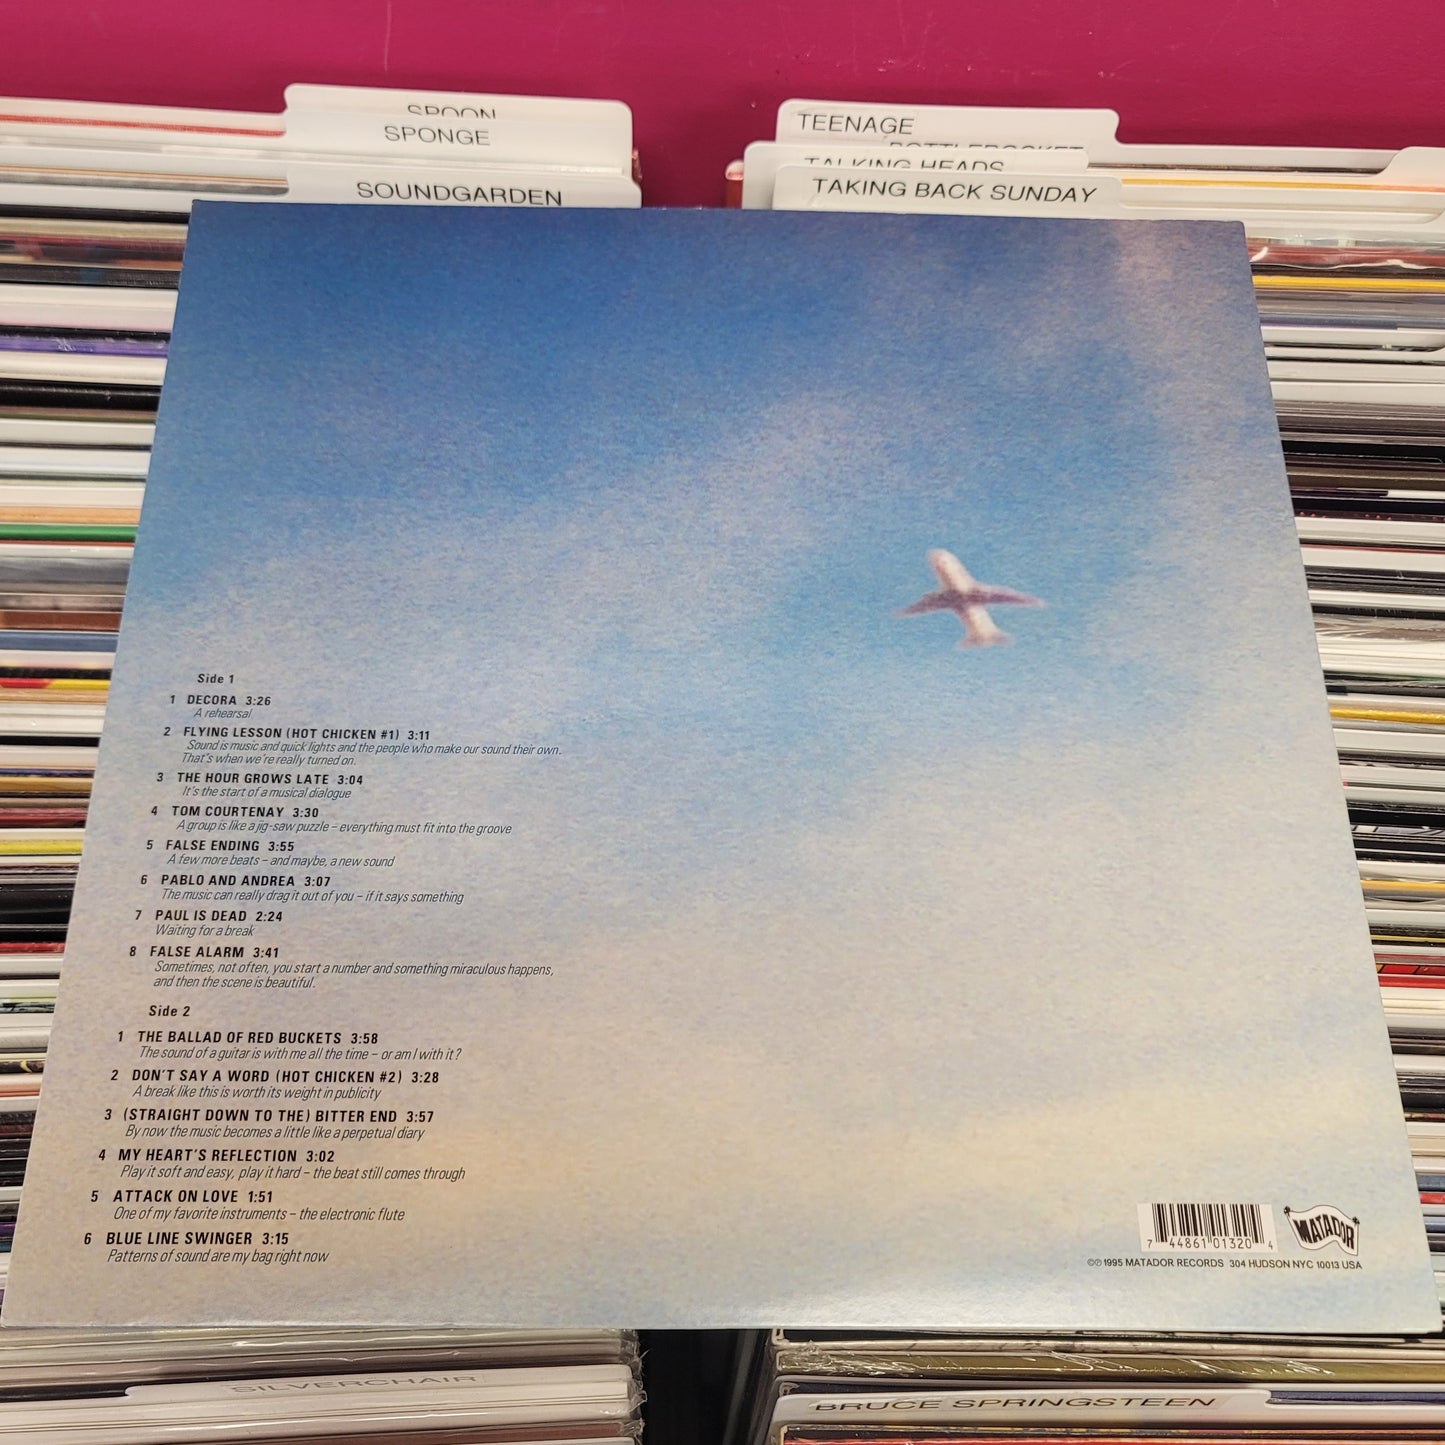 SPOON
SPONGE
SOUNDGARDEN
TEENAGE
BOTTLEROCKET
TALKING HEADS
TAKING BACK SUNDAY
Side 1
1 DECORA 3:26
A rehearsal
2 FLYING LESSON (HOT CHICKEN #1) 3:11
Sound is music and quick lights and the people who make our sound their own.
That's when we're really turned on.
3 THE HOUR GROWS LATE 3:04
It's the start of a musical dialogue
4 TOM COURTENAY 3:30
A group is like a jig-saw puzzle – everything must fit into the groove
5 FALSE ENDING 3:55
A few more beats – and maybe, a new sound
6 PABLO AND ANDREA 3:07
The music can really drag it out of you – if it says something
7 PAUL IS DEAD 2:24
Waiting for a break
8 FALSE ALARM 3:41
Sometimes, not often, you start a number and something miraculous happens,
and then the scene is beautiful.
Side 2
1 THE BALLAD OF RED BUCKETS 3:58
The sound of a guitar is with me all the time – or am I with it?
2 DON'T SAY A WORD (HOT CHICKEN #2) 3:28
A break like this is worth its weight in publicity
3 (STRAIGHT DOWN TO THE) BITTER END 3:57
By now the music becomes a little like a perpetual diary
4 MY HEART'S REFLECTION 3:02
Play it soft and easy, play it hard – the beat still comes through
5 ATTACK ON LOVE 1:51
One of my favorite instruments – the electronic flute
6 BLUE LINE SWINGER 3:15
Patterns of sound are my bag right now
7 44861 01320 4
MATADOR
©℗ 1995 MATADOR RECORDS 304 HUDSON NYC 10013 USA
SILVERCHAIR
BRUCE SPRINGSTEEN